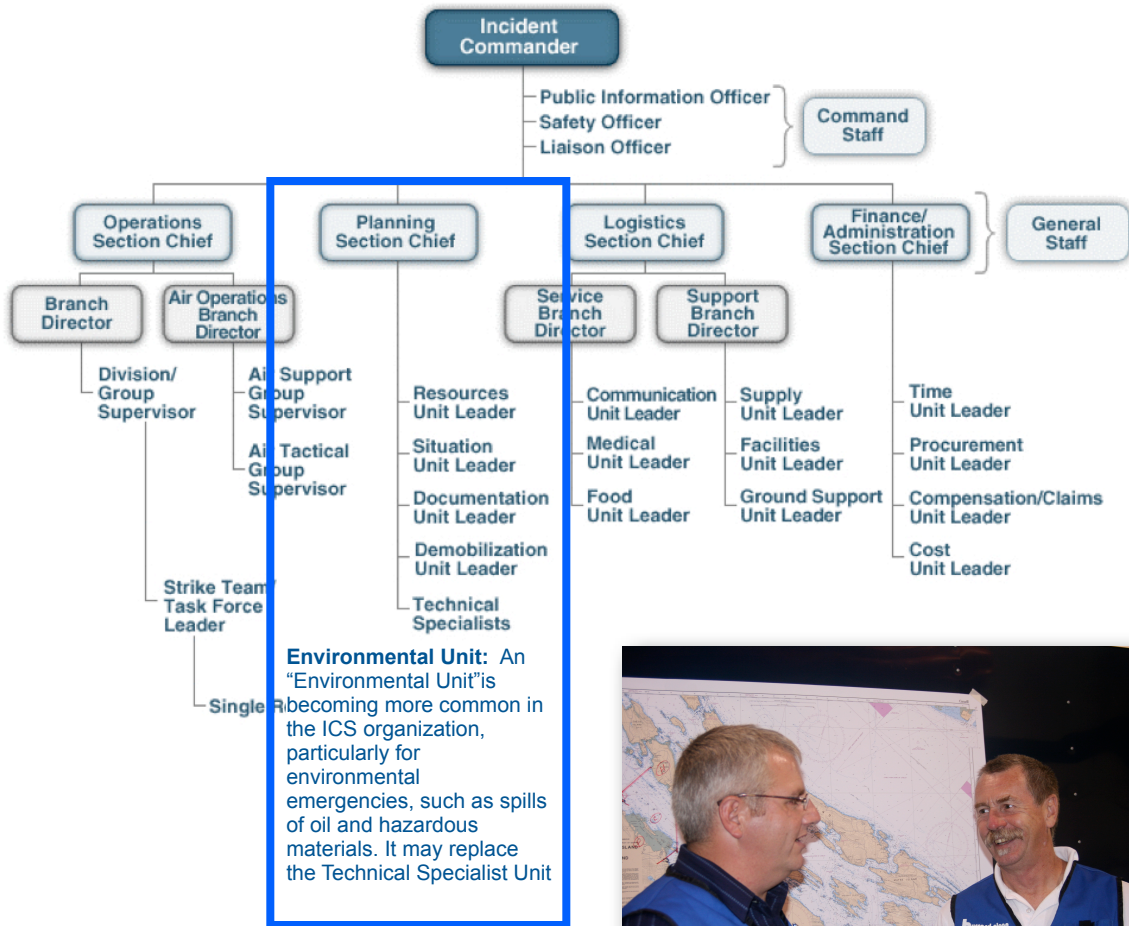 Incident
Commander
Public Information Officer
Safety Officer
Liaison Officer
Command
Staff
Operations
Section Chief
Planning
Section Chief
Logistics
Section Chief
Finance/
Administration
Section Chief
General
Staff
Branch
Director
Air Operations
Branch
Director
Service
Branch
Director
Support
Branch
Director
Division/
Group
Supervisor
Air Support
Group
Supervisor
Air Tactical
Group
Supervisor
Strike Team/
Task Force
Leader
Single
Resources
Unit Leader
Situation
Unit Leader
Documentation
Unit Leader
Demobilization
Unit Leader
Technical
Specialists
Environmental Unit: An
“Environmental Unit”is
becoming more common in
the ICS organization,
particularly for
environmental
emergencies, such as spills
of oil and hazardous
materials. It may replace
the Technical Specialist Unit
Communication
Unit Leader
Medical
Unit Leader
Food
Unit Leader
Supply
Unit Leader
Facilities
Unit Leader
Ground Support
Unit Leader
Time
Unit Leader
Procurement
Unit Leader
Compensation/Claims
Unit Leader
Cost
Unit Leader